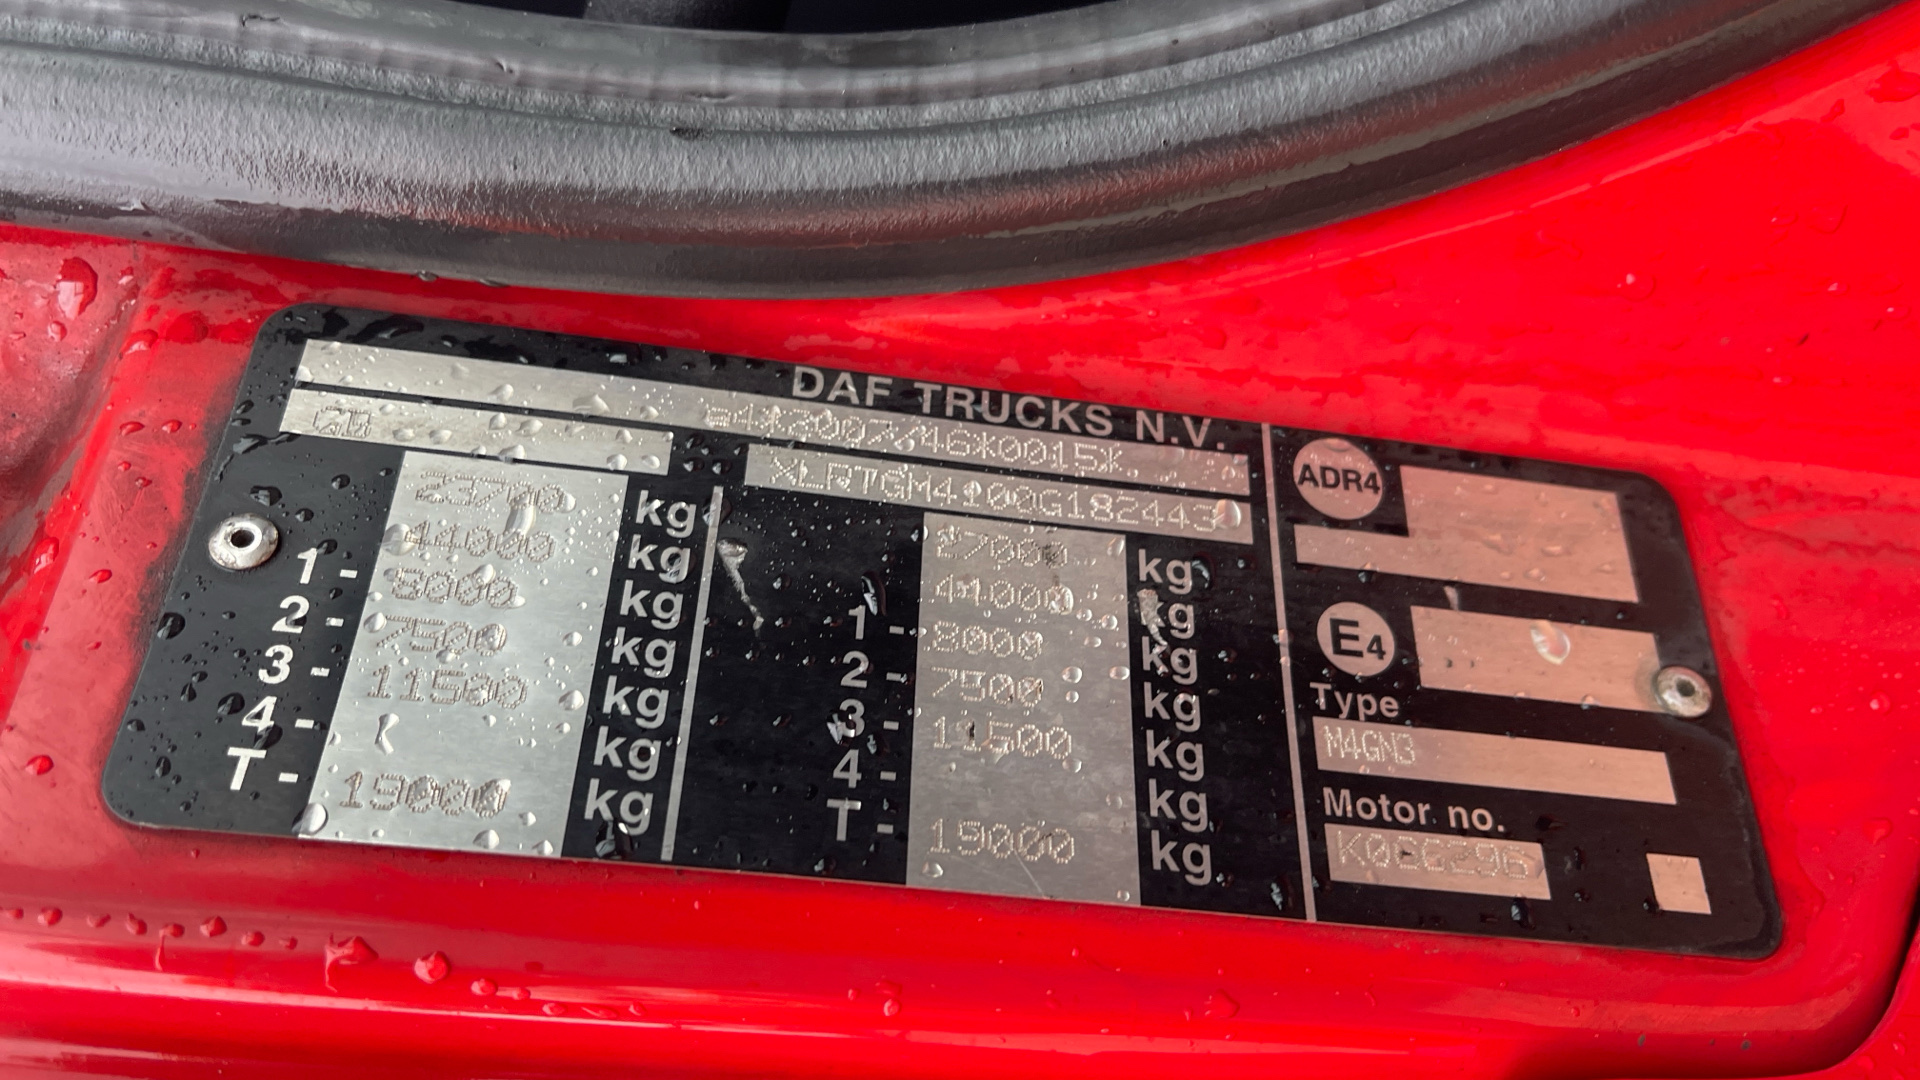 DAF TRUCKS N.V.
e4*2007/46*0015*
XLRTGM4100G182443
23700 kg
44000 kg
1- 8000 kg
2- 7500 kg
3- 11500 kg
4- kg
T- 19000 kg
27000 kg
41000 kg
1- 8000 kg
2- 7500 kg
3- 11500 kg
4- kg
T- 19000 kg
ADR4
E4
Type
M4GN3
Motor no.